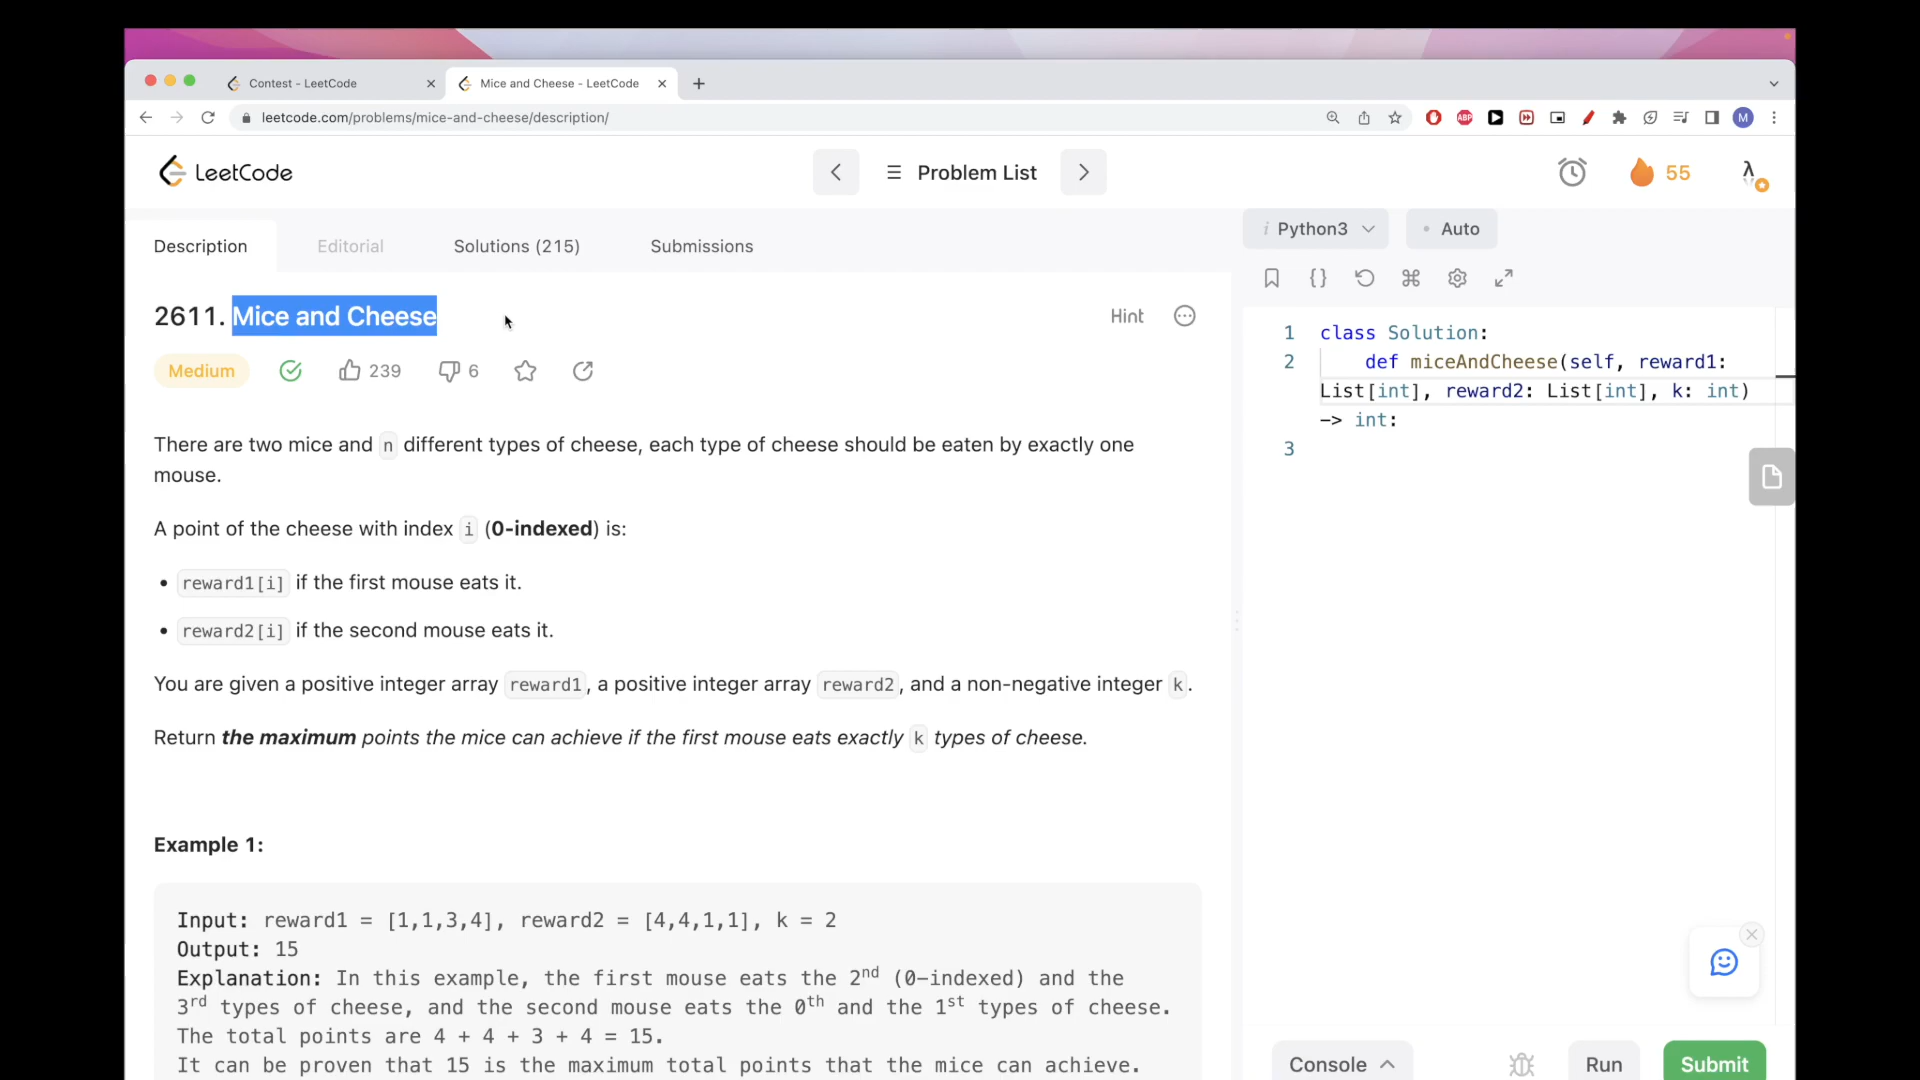 Contest - LeetCode
Mice and Cheese - LeetCode
leetcode.com/problems/mice-and-cheese/description/
ABP
M
LeetCode
Problem List
55
Description
Editorial
Solutions (215)
Submissions
i Python3
• Auto
2611. Mice and Cheese
Hint
Medium
239
6
There are two mice and n different types of cheese, each type of cheese should be eaten by exactly one
mouse.
A point of the cheese with index i (0-indexed) is:
• reward1[i] if the first mouse eats it.
• reward2[i] if the second mouse eats it.
You are given a positive integer array reward1, a positive integer array reward2, and a non-negative integer k.
Return the maximum points the mice can achieve if the first mouse eats exactly k types of cheese.
Example 1:
Input: reward1 = [1,1,3,4], reward2 = [4,4,1,1], k = 2
Output: 15
Explanation: In this example, the first mouse eats the 2nd (0-indexed) and the
3rd types of cheese, and the second mouse eats the 0th and the 1st types of cheese.
The total points are 4 + 4 + 3 + 4 = 15.
It can be proven that 15 is the maximum total points that the mice can achieve.
1 class Solution:
2 def miceAndCheese(self, reward1:
List[int], reward2: List[int], k: int)
-> int:
3
Console
Run
Submit